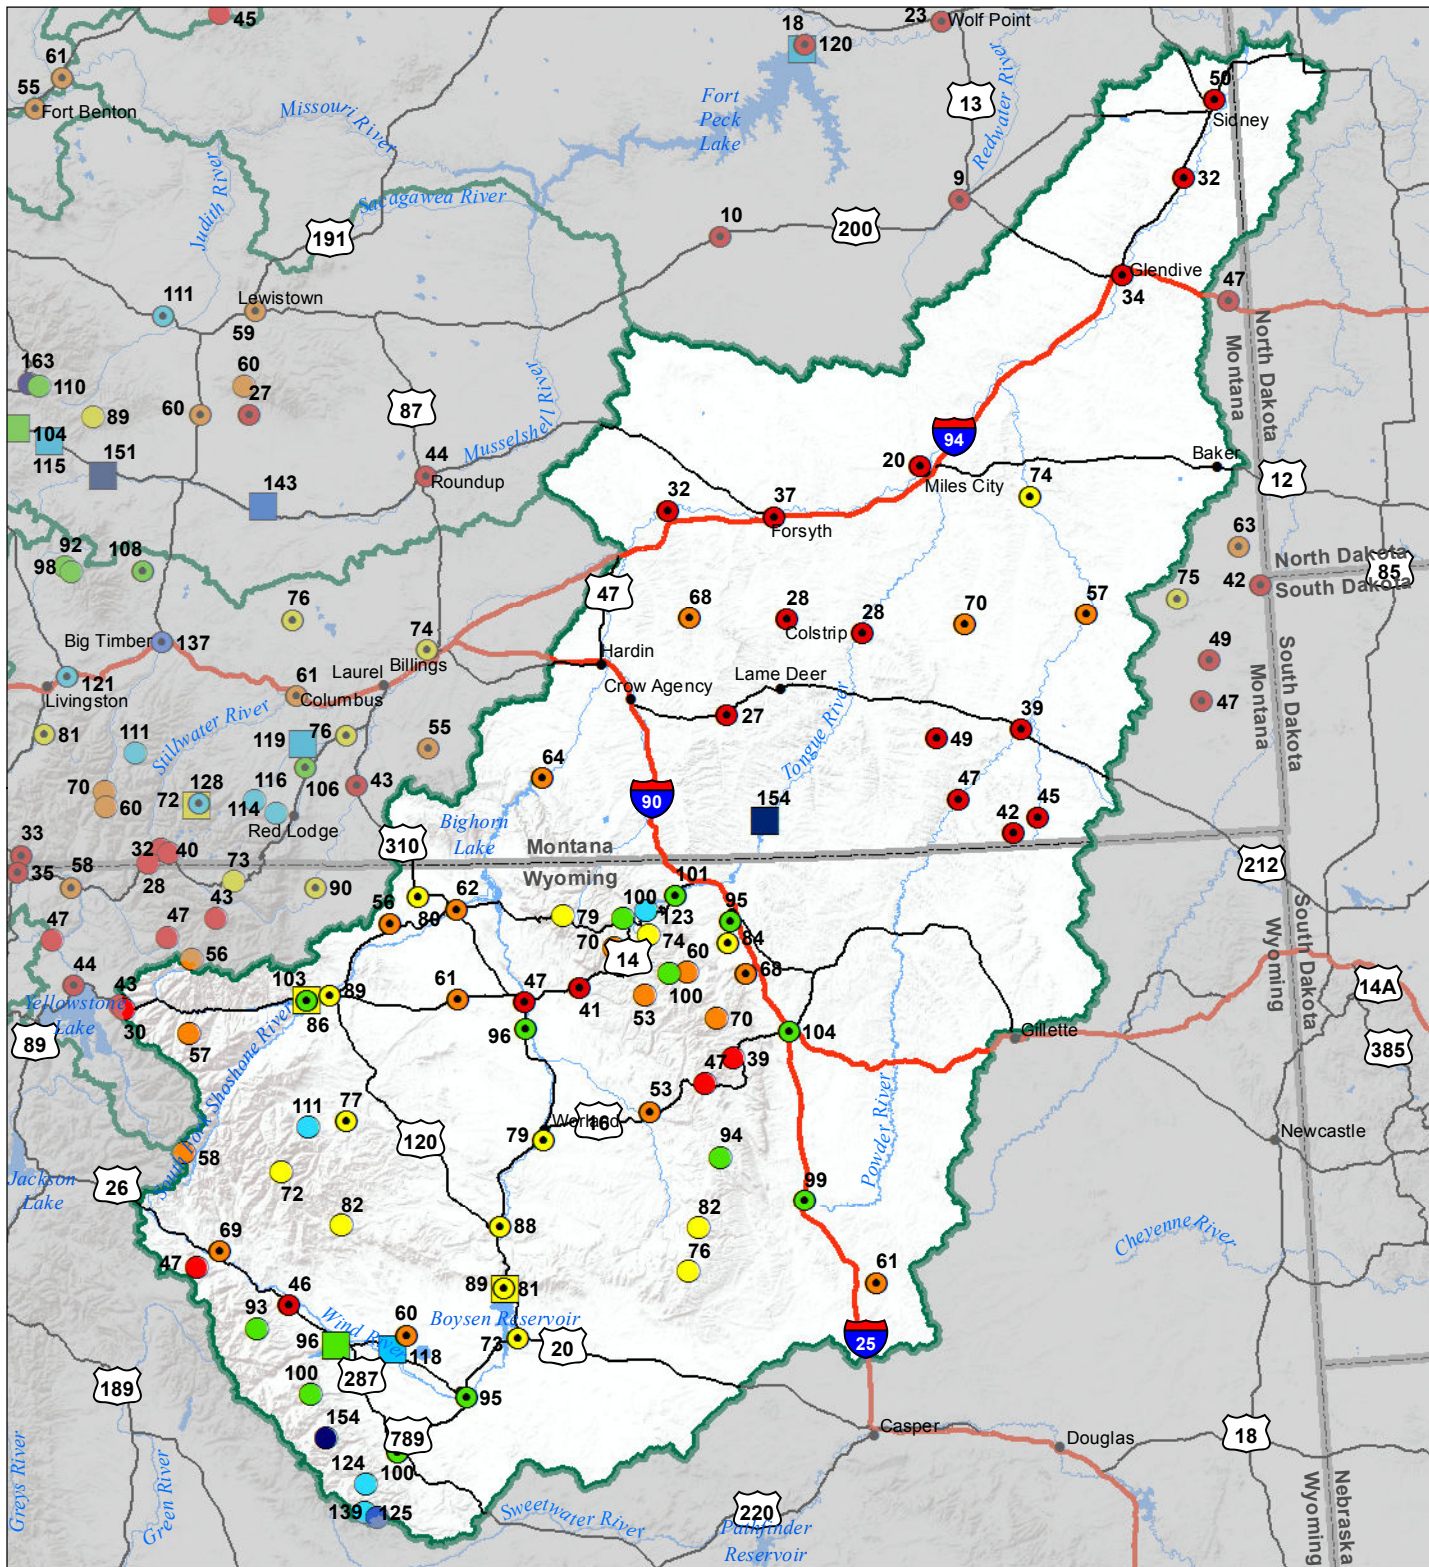 45
18
120
23
Wolf Point
61
55
Fort Benton
Missouri River
Fort
Peck
Lake
13
Redwater River
50
Sidney
32
Judith River
Sacagawea River
191
10
200
9
Glendive
34
47
111
Lewistown
59
North Dakota
Montana
163
110
60
27
60
89
87
Musselshell River
104
115
151
143
44
Roundup
94
20
Miles City
Baker
12
74
32
37
Forsyth
63
92
98
108
North Dakota
South Dakota
85
42
75
47
76
68
28
Colstrip
28
70
57
Big Timber
137
74
Laurel
Billings
Hardin
49
121
Livingston
61
Columbus
Crow Agency
Lame Deer
47
South Dakota
Montana
27
39
81
111
Stillwater River
119
76
55
49
Tongue River
64
70
60
72
128
116
114
106
43
Red Lodge
90
154
47
42
45
Bighorn
Lake
310
Montana
Wyoming
212
33
35
58
32
40
28
73
90
43
47
47
56
44
56
80
62
79
100
101
123
95
74
84
70
14
60
68
100
53
70
South Dakota
Wyoming
14A
43
30
Yellowstone
Lake
89
57
103
86
89
61
47
41
96
104
Gillette
385
South Fork Shoshone River
39
47
53
Worland
16
79
111
77
120
94
Powder River
Newcastle
58
Jackson
Lake
26
72
82
88
82
76
99
Cheyenne River
69
47
46
89
81
61
93
Wind River
60
Boysen Reservoir
96
118
73
20
25
287
100
95
189
154
789
100
Casper
Douglas
18
124
139
125
Greys River
Green River
Sweetwater River
220
Pathfinder
Reservoir
Nebraska
Wyoming